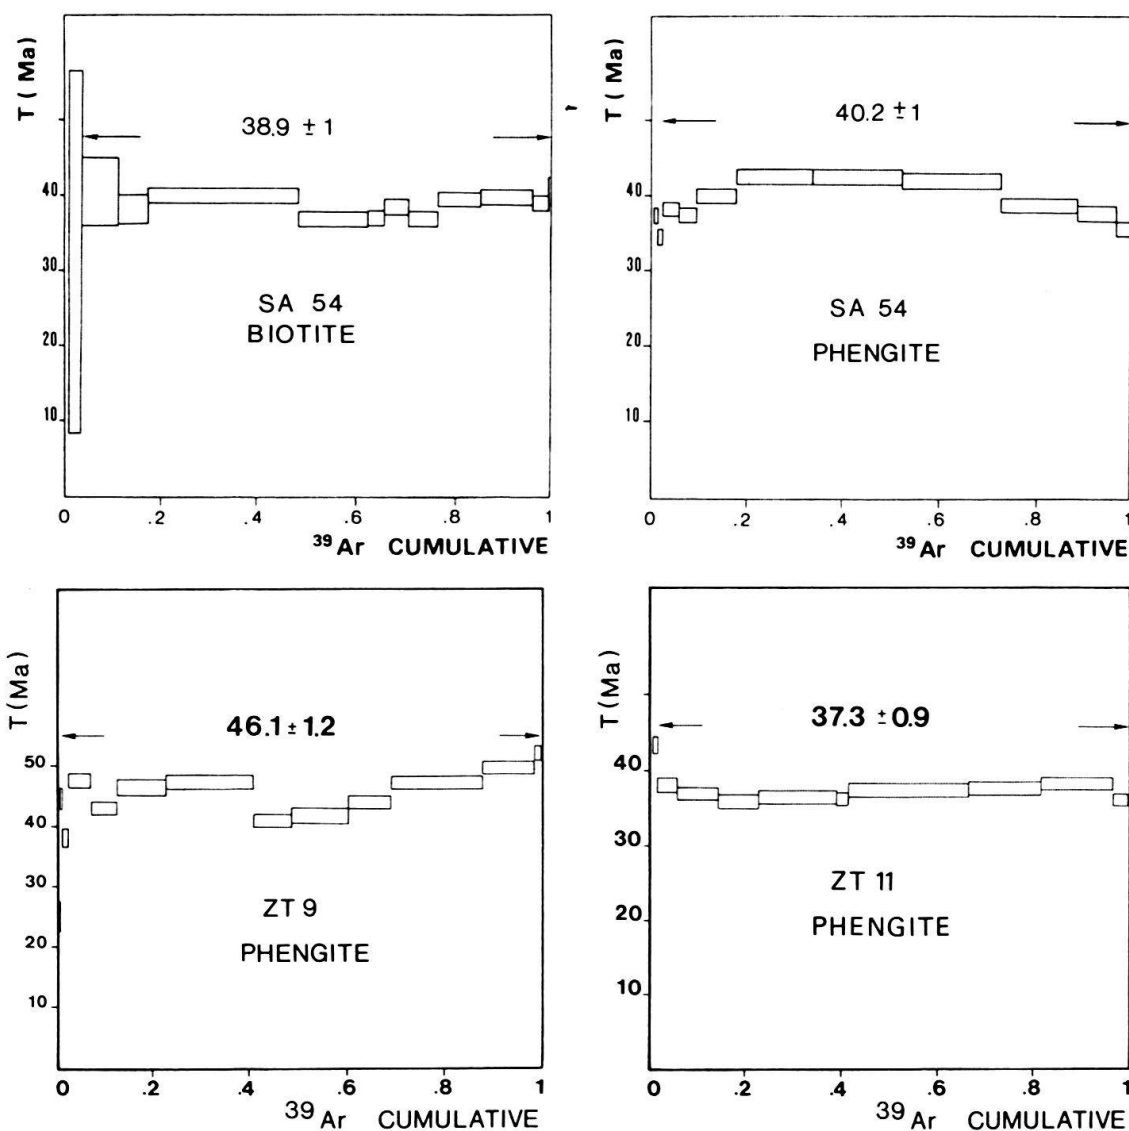 T (Ma)
38.9 ± 1
40
30
20
10
SA 54
BIOTITE
0 .2 .4 .6 .8 1
³⁹Ar CUMULATIVE
T (Ma)
40.2 ± 1
40
30
20
10
SA 54
PHENGITE
0 .2 .4 .6 .8 1
³⁹Ar CUMULATIVE
T (Ma)
46.1 ± 1.2
50
40
30
20
10
ZT 9
PHENGITE
0 .2 .4 .6 .8 1
³⁹Ar CUMULATIVE
T (Ma)
37.3 ± 0.9
40
30
20
10
ZT 11
PHENGITE
0 .2 .4 .6 .8 1
³⁹Ar CUMULATIVE